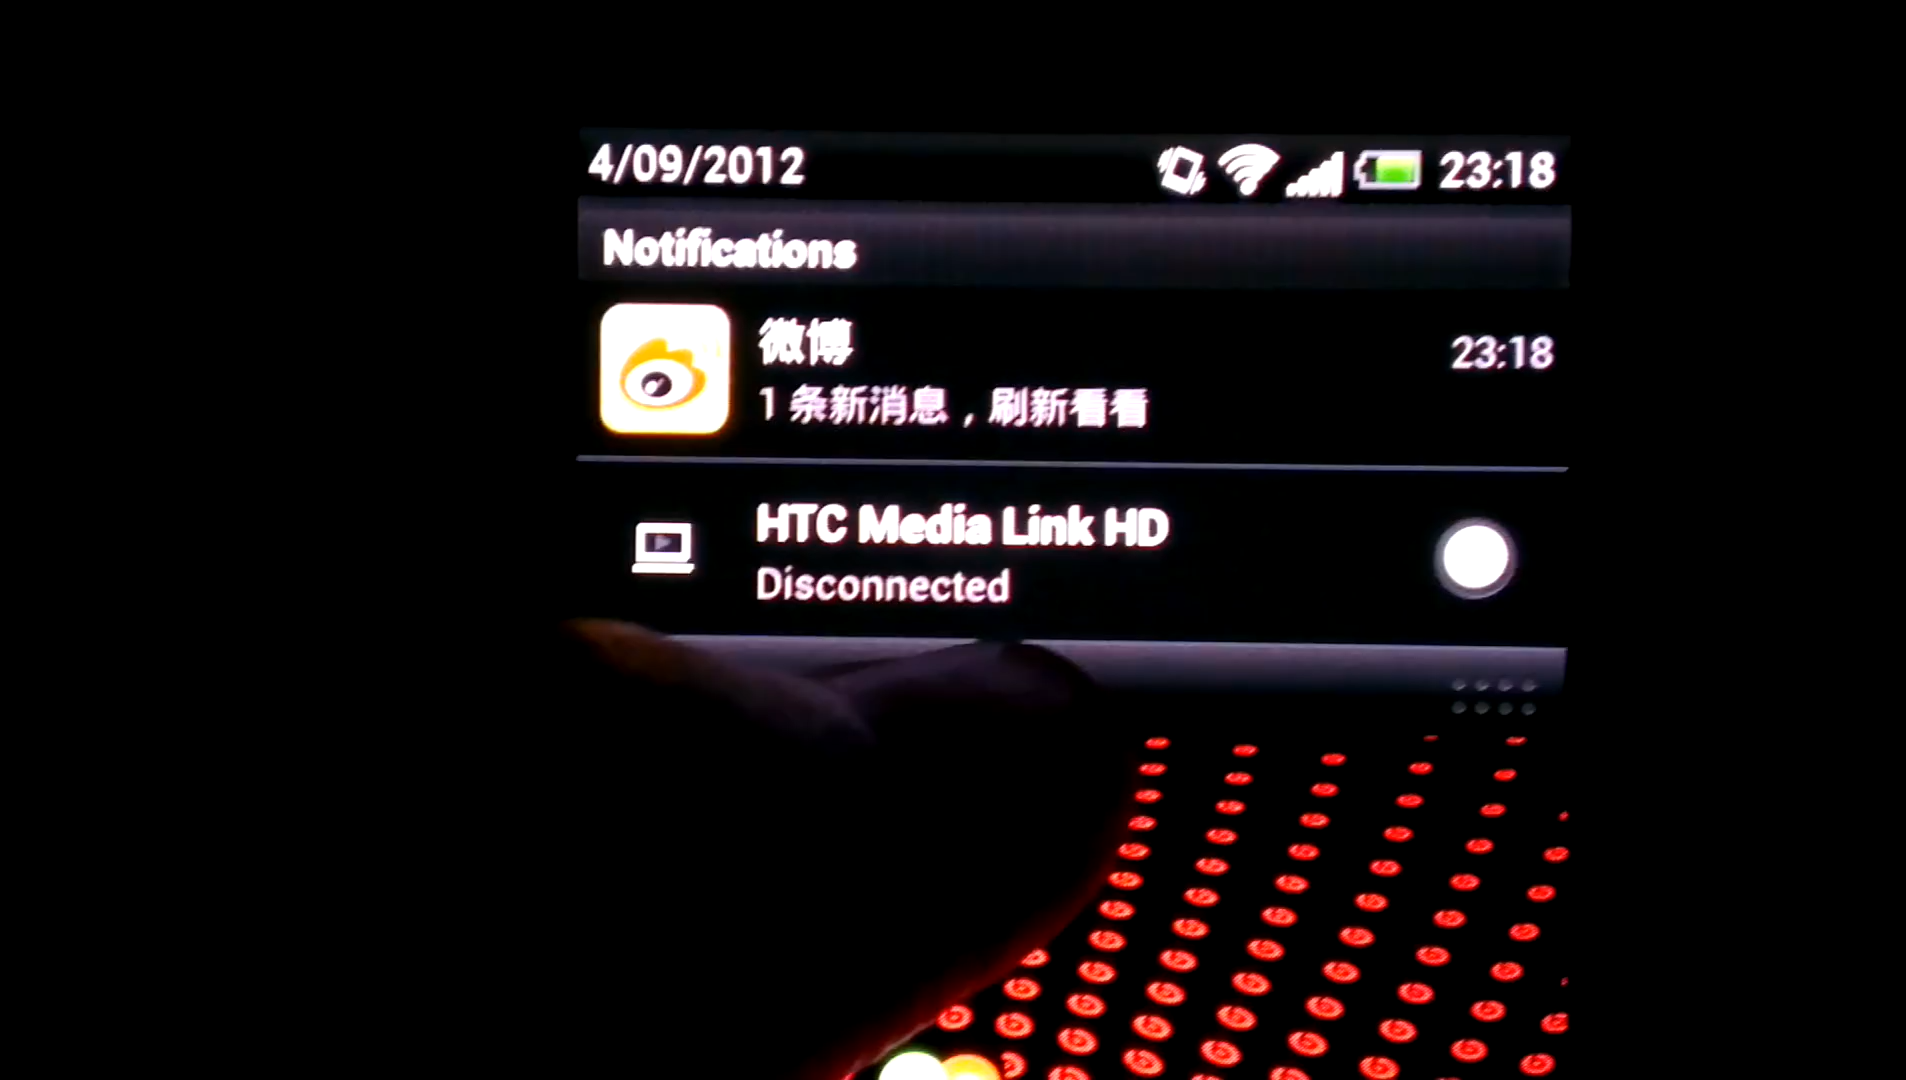 4/09/2012 23:18
Notifications
微博 23:18
1 条新消息，刷新看看
HTC Media Link HD
Disconnected